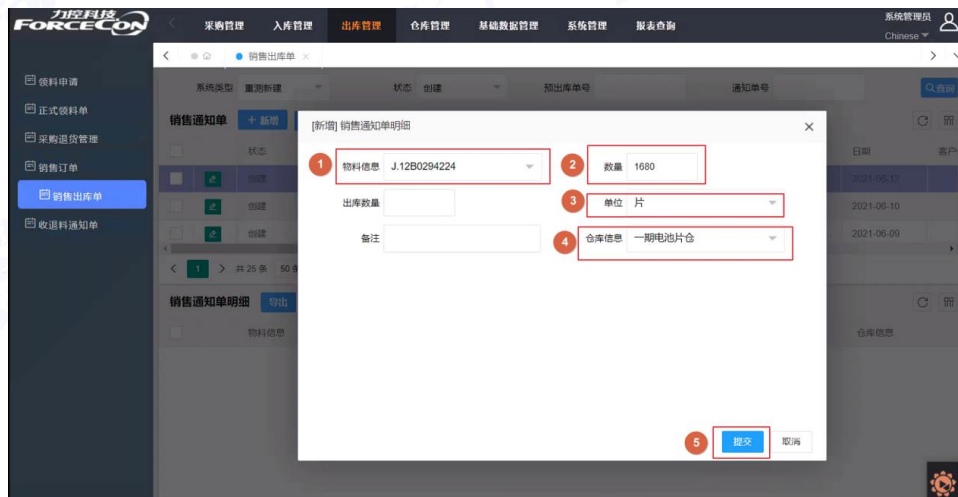 力控科技
FORCECON
采购管理 入库管理 出库管理 仓库管理 基础数据管理 系统管理 报表查询
系统管理员
Chinese
销售出库单 ×
领料申请
正式领料单
采购退货管理
销售订单
销售出库单
收退料通知单
系统类型 重测新建 状态 创建 预出库单号 通知单号 查询
销售通知单 + 新增
状态 日期 客户
创建 2021-06-12
创建 2021-06-10
创建 2021-06-09
[新增] 销售通知单明细 ×
1 物料信息 J.12B0294224 2 数量 1680
出库数量 3 单位 片
备注 4 仓库信息 一期电池片仓
5 提交 取消
< 1 > 共 25 条 50 条
销售通知单明细 导出
物料信息 仓库信息